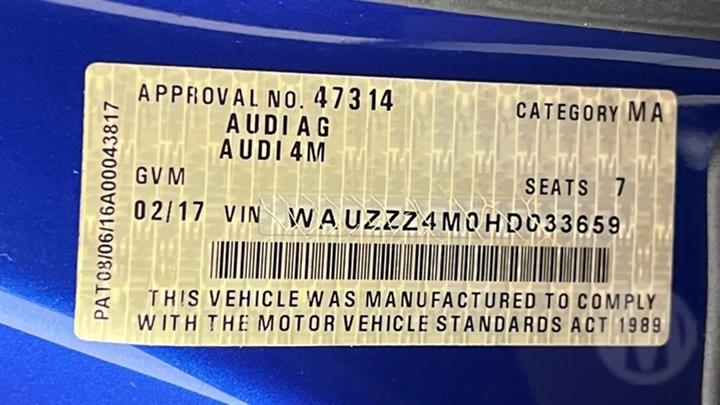 APPROVAL NO. 47314 CATEGORY MA
AUDI AG
AUDI 4M
GVM SEATS 7
02/17 VIN WAUZZZ4M0HD033659
THIS VEHICLE WAS MANUFACTURED TO COMPLY
WITH THE MOTOR VEHICLE STANDARDS ACT 1989
PAT08/06/16A00043817